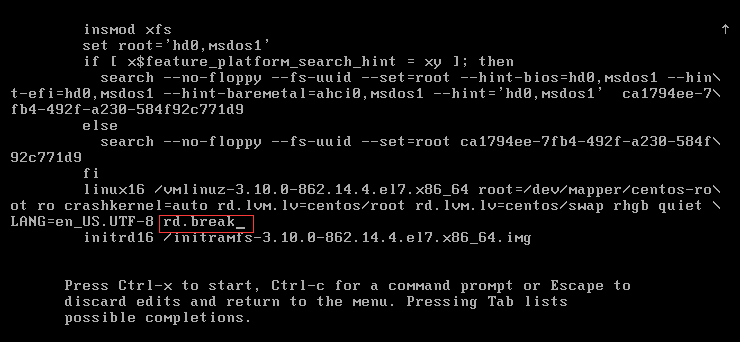 insmod xfs
set root='hd0,msdos1'
if [ x$feature_platform_search_hint = xy ]; then
search --no-floppy --fs-uuid --set=root --hint-bios=hd0,msdos1 --hin\
t-efi=hd0,msdos1 --hint-baremetal=ahci0,msdos1 --hint='hd0,msdos1'  ca1794ee-7\
fb4-492f-a230-584f92c771d9
else
search --no-floppy --fs-uuid --set=root ca1794ee-7fb4-492f-a230-584f\
92c771d9
fi
linux16 /vmlinuz-3.10.0-862.14.4.el7.x86_64 root=/dev/mapper/centos-ro\
ot ro crashkernel=auto rd.lvm.lv=centos/root rd.lvm.lv=centos/swap rhgb quiet \
LANG=en_US.UTF-8 rd.break_
initrd16 /initramfs-3.10.0-862.14.4.el7.x86_64.img
Press Ctrl-x to start, Ctrl-c for a command prompt or Escape to
discard edits and return to the menu. Pressing Tab lists
possible completions.